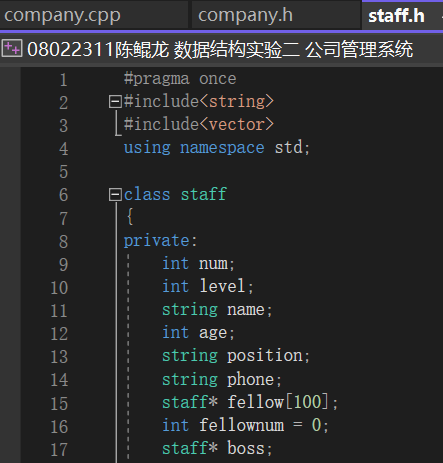 company.cpp company.h staff.h
08022311陈鲲龙 数据结构实验二 公司管理系统
1 #pragma once
2 #include<string>
3 #include<vector>
4 using namespace std;
5
6 class staff
7 {
8 private:
9 int num;
10 int level;
11 string name;
12 int age;
13 string position;
14 string phone;
15 staff* fellow[100];
16 int fellownum = 0;
17 staff* boss;